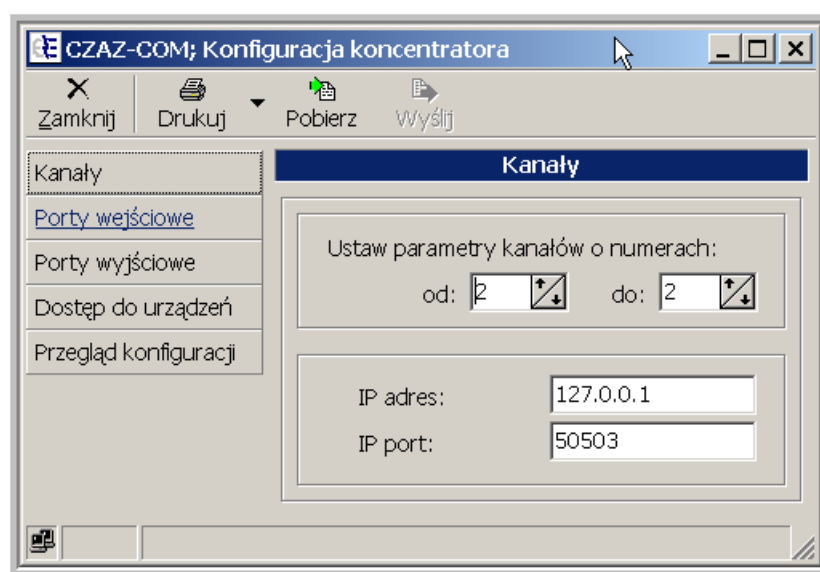 CZAZ-COM; Konfiguracja koncentratora
Zamknij Drukuj Pobierz Wyślij
Kanały
Porty wejściowe
Porty wyjściowe
Dostęp do urządzeń
Przegląd konfiguracji
Kanały
Ustaw parametry kanałów o numerach:
od: 2 do: 2
IP adres: 127.0.0.1
IP port: 50503